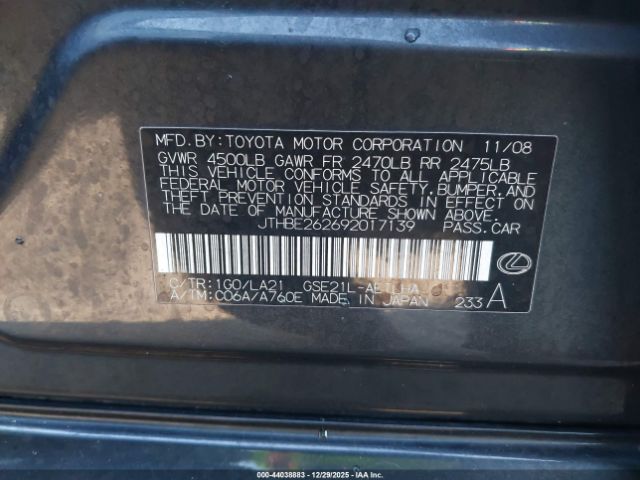 MFD. BY: TOYOTA MOTOR CORPORATION 11/08
GVWR 4500LB GAWR FR 2470LB RR 2475LB
THIS VEHICLE CONFORMS TO ALL APPLICABLE
FEDERAL MOTOR VEHICLE SAFETY, BUMPER, AND
THEFT PREVENTION STANDARDS IN EFFECT ON
THE DATE OF MANUFACTURE SHOWN ABOVE.
JTHBE262692017139 PASS. CAR
C/TR: 1G0/LA21 GSE21L-AETLHA
A/TM: C06A/A760E MADE IN JAPAN 233 A
000-44038883 | 12/29/2025 | IAA Inc.